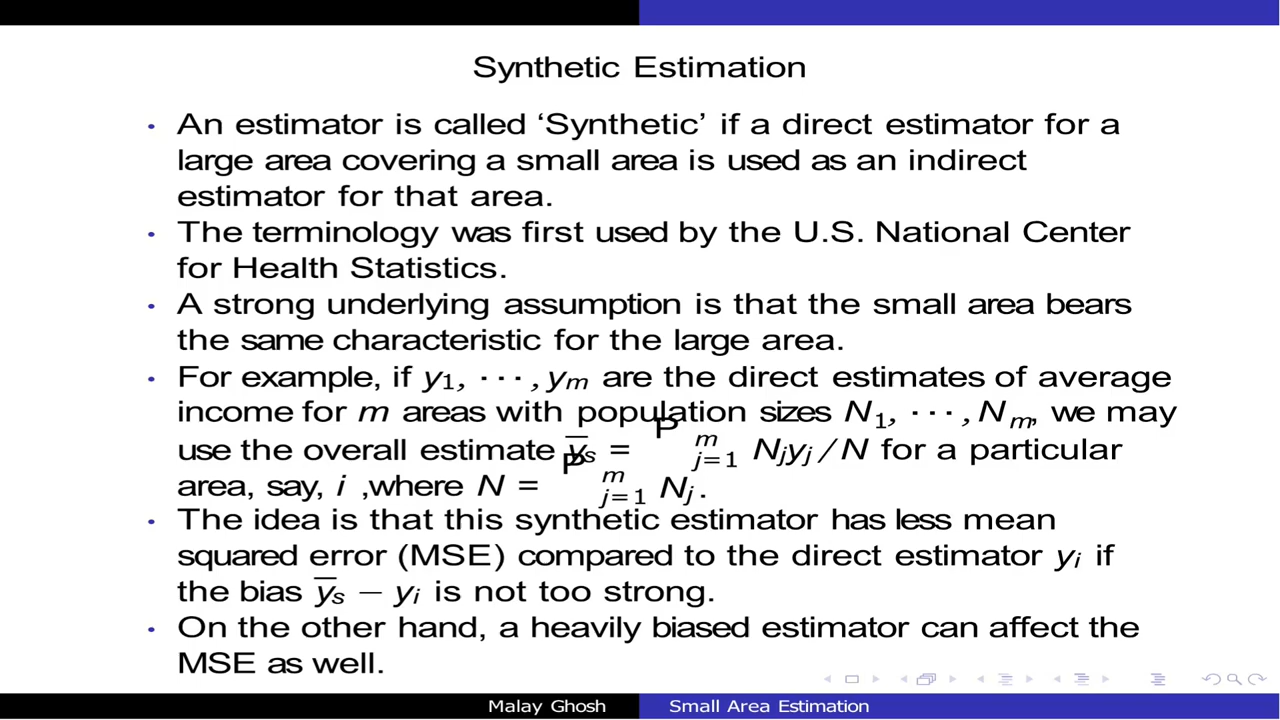 Synthetic Estimation
• An estimator is called ‘Synthetic’ if a direct estimator for a
large area covering a small area is used as an indirect
estimator for that area.
• The terminology was first used by the U.S. National Center
for Health Statistics.
• A strong underlying assumption is that the small area bears
the same characteristic for the large area.
• For example, if y₁, ⋯ , yₘ are the direct estimates of average
income for m areas with population sizes N₁, ⋯ , Nₘ, we may
use the overall estimate y̅ₛ = P m j=1 Nⱼyⱼ / N for a particular
area, say, i ,where N = P m j=1 Nⱼ.
• The idea is that this synthetic estimator has less mean
squared error (MSE) compared to the direct estimator yᵢ if
the bias y̅ₛ − yᵢ is not too strong.
• On the other hand, a heavily biased estimator can affect the
MSE as well.
Malay Ghosh Small Area Estimation